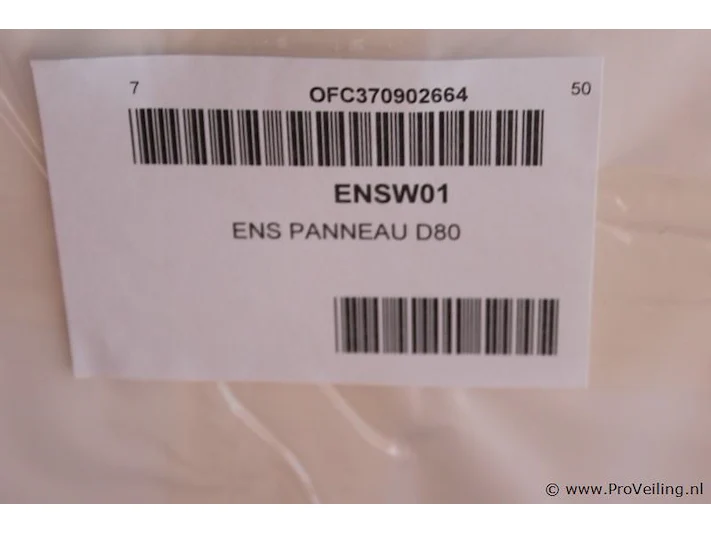 7 OFC370902664 50
ENSW01
ENS PANNEAU D80
© www.ProVeiling.nl